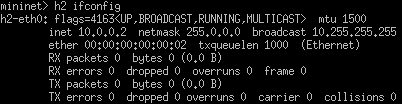 mininet> h2 ifconfig
h2-eth0: flags=4163<UP,BROADCAST,RUNNING,MULTICAST>  mtu 1500
inet 10.0.0.2  netmask 255.0.0.0  broadcast 10.255.255.255
ether 00:00:00:00:00:02  txqueuelen 1000  (Ethernet)
RX packets 0  bytes 0 (0.0 B)
RX errors 0  dropped 0  overruns 0  frame 0
TX packets 0  bytes 0 (0.0 B)
TX errors 0  dropped 0 overruns 0  carrier 0  collisions 0